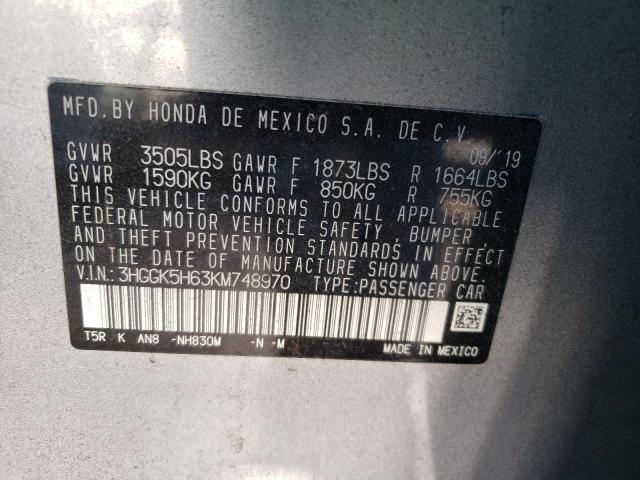 MFD. BY HONDA DE MEXICO S.A. DE C.V.
09/'19
GVWR 3505LBS GAWR F 1873LBS R 1664LBS
GVWR 1590KG GAWR F 850KG R 755KG
THIS VEHICLE CONFORMS TO ALL APPLICABLE
FEDERAL MOTOR VEHICLE SAFETY, BUMPER,
AND THEFT PREVENTION STANDARDS IN EFFECT
ON THE DATE OF MANUFACTURE SHOWN ABOVE.
V.I.N.:3HGGK5H63KM748970 TYPE:PASSENGER CAR
T5R K AN8 -NH830M -N -M
MADE IN MEXICO